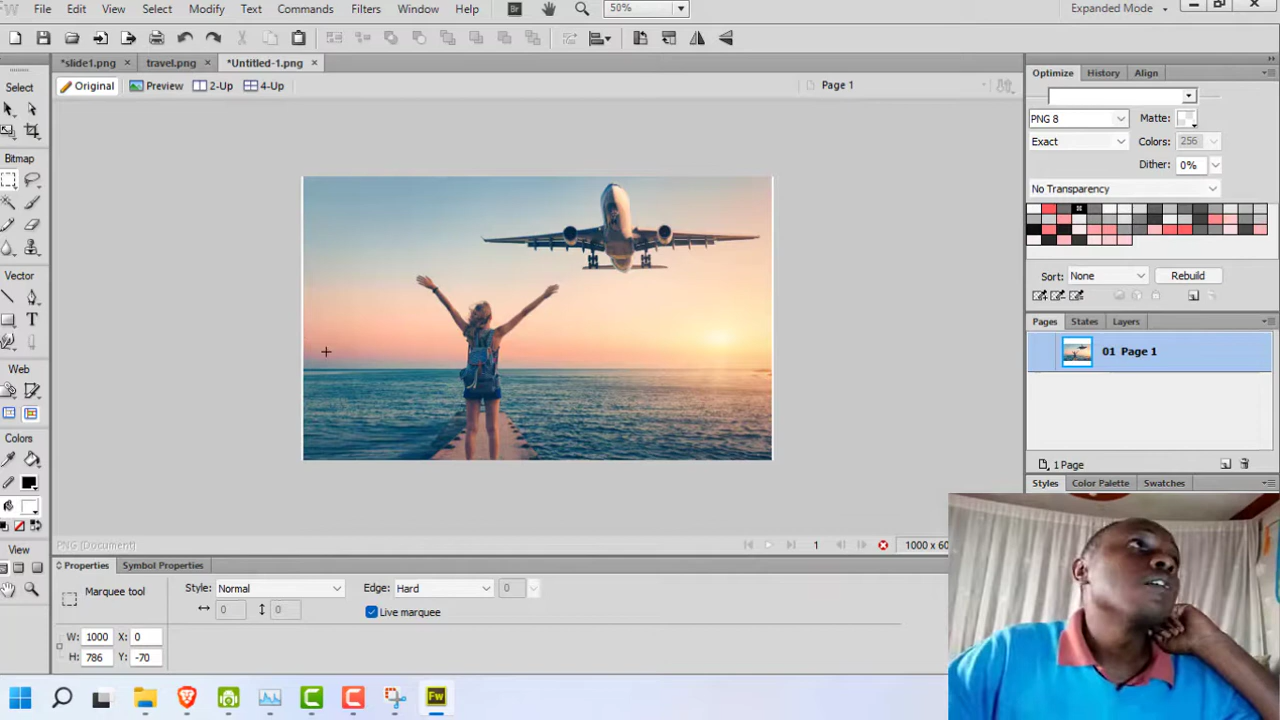 File Edit View Select Modify Text Commands Filters Window Help Br 50% Expanded Mode
*slide1.png travel.png *Untitled-1.png
Original Preview 2-Up 4-Up Page 1
Optimize History Align
PNG 8 Matte:
Exact Colors: 256
Dither: 0%
No Transparency
Sort: None Rebuild
Pages States Layers
01 Page 1
1 Page
Styles Color Palette Swatches
Select
Bitmap
Vector
Web
Colors
View
PNG (Document) 1 1000 x 60
Properties Symbol Properties
Marquee tool Style: Normal Edge: Hard 0
0 0 Live marquee
W: 1000 X: 0
H: 786 Y: -70
Fw